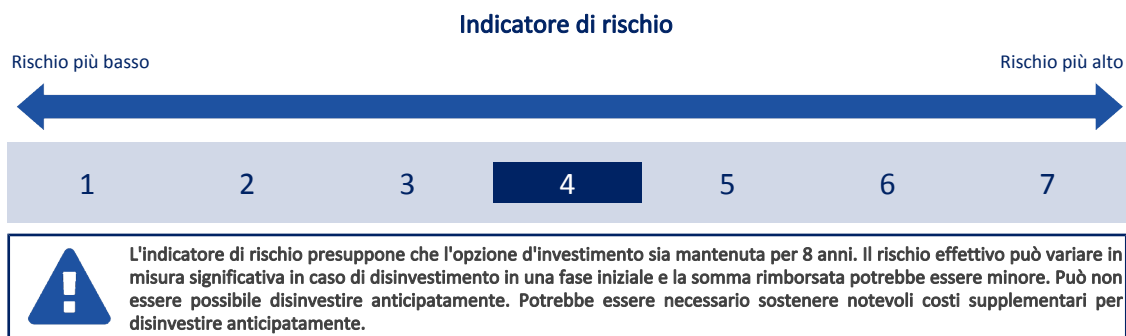 Indicatore di rischio
Rischio più basso
Rischio più alto
1 2 3 4 5 6 7
L'indicatore di rischio presuppone che l'opzione d'investimento sia mantenuta per 8 anni. Il rischio effettivo può variare in
misura significativa in caso di disinvestimento in una fase iniziale e la somma rimborsata potrebbe essere minore. Può non
essere possibile disinvestire anticipatamente. Potrebbe essere necessario sostenere notevoli costi supplementari per
disinvestire anticipatamente.